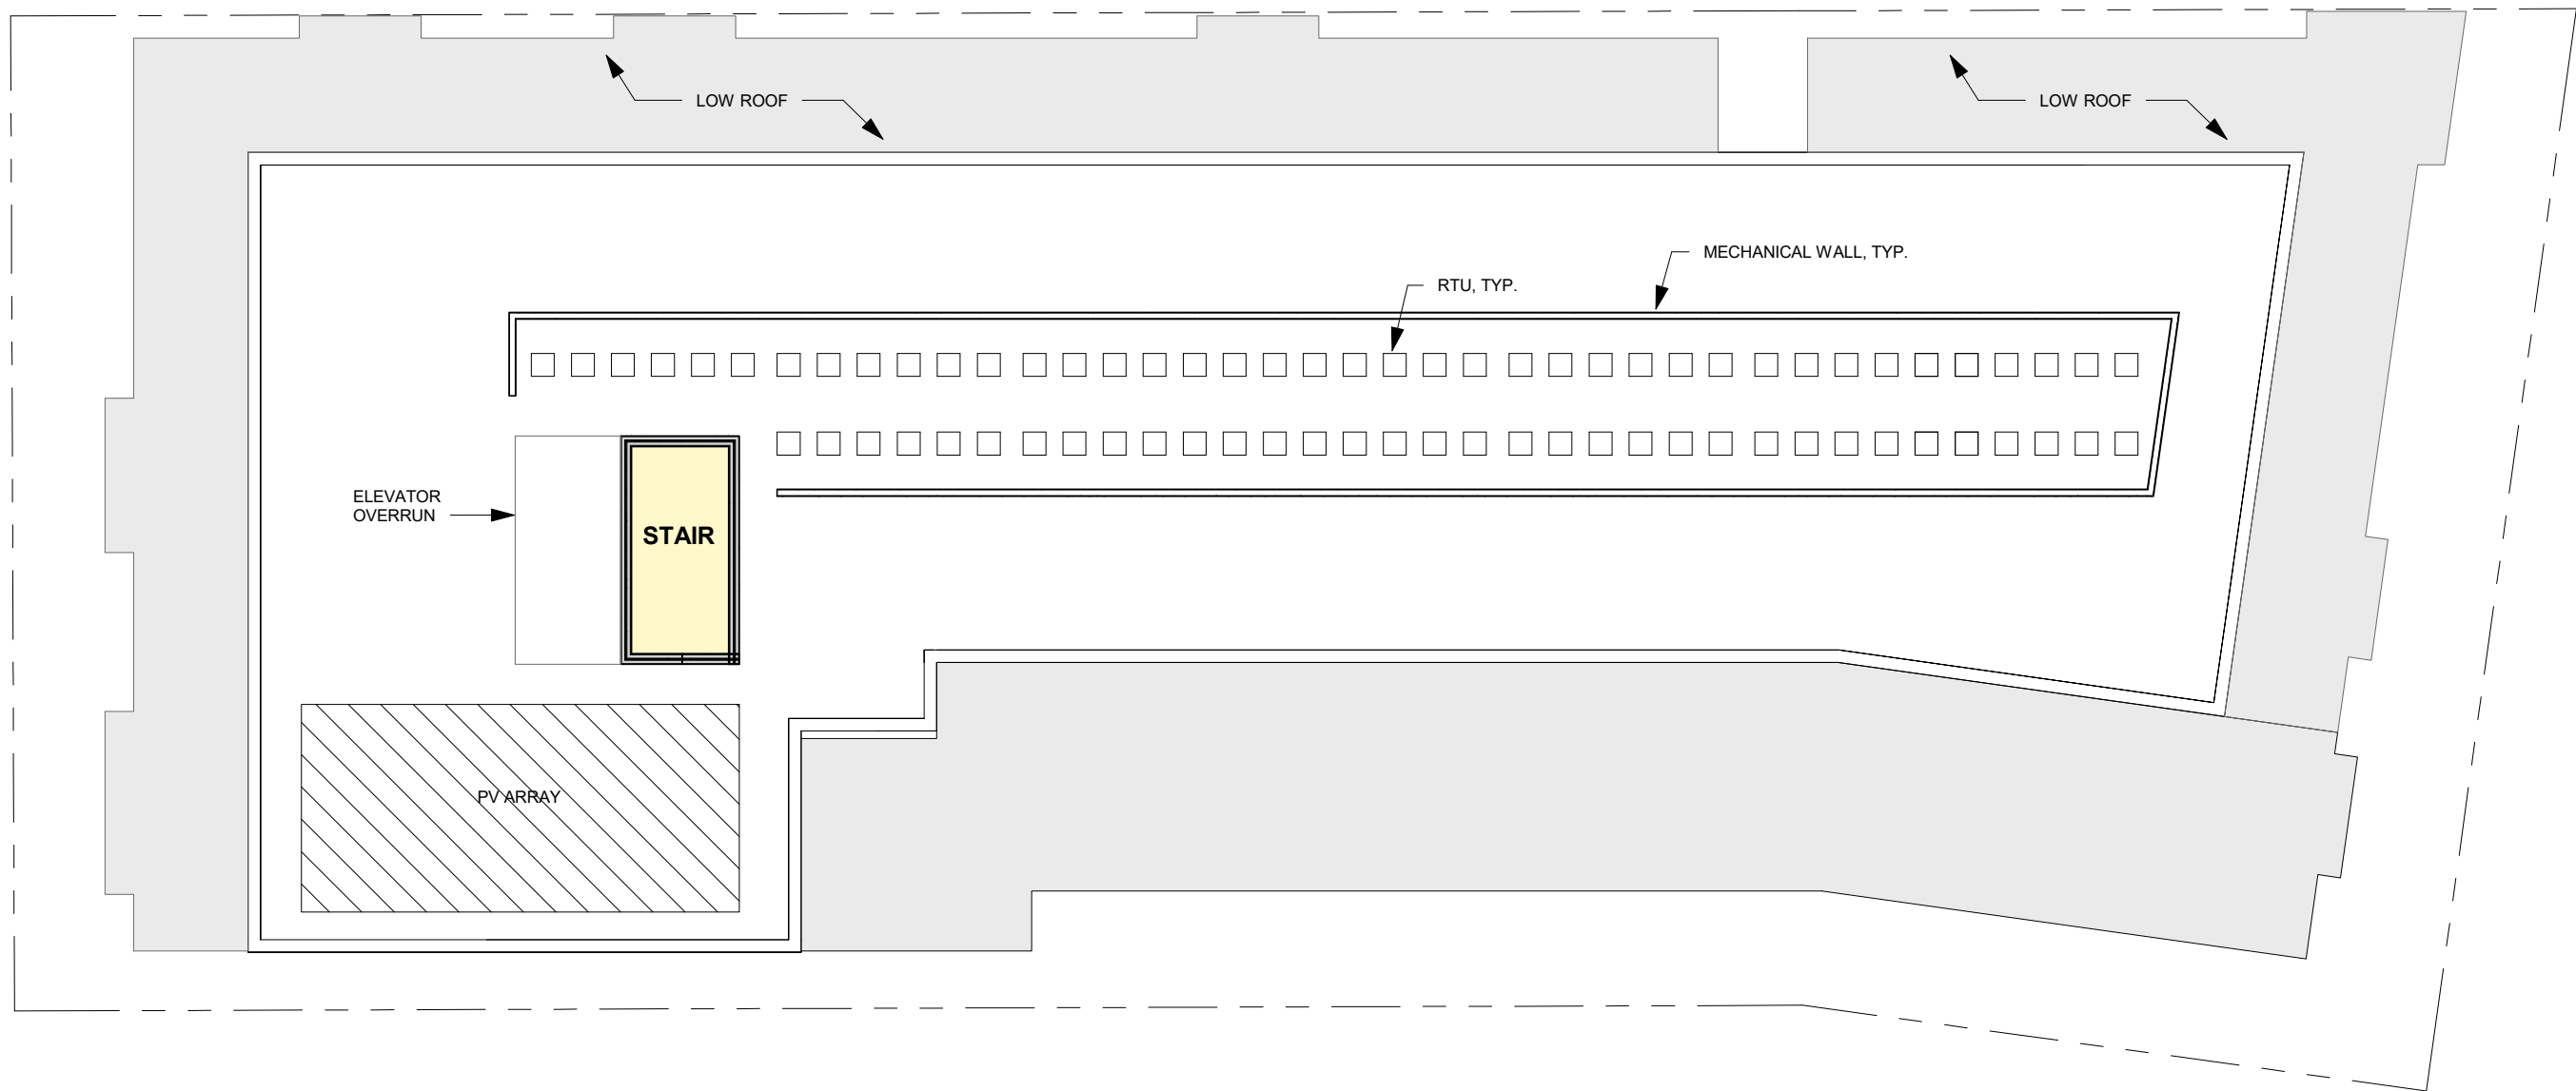 LOW ROOF
LOW ROOF
MECHANICAL WALL, TYP.
RTU, TYP.
ELEVATOR
OVERRUN
STAIR
PV ARRAY